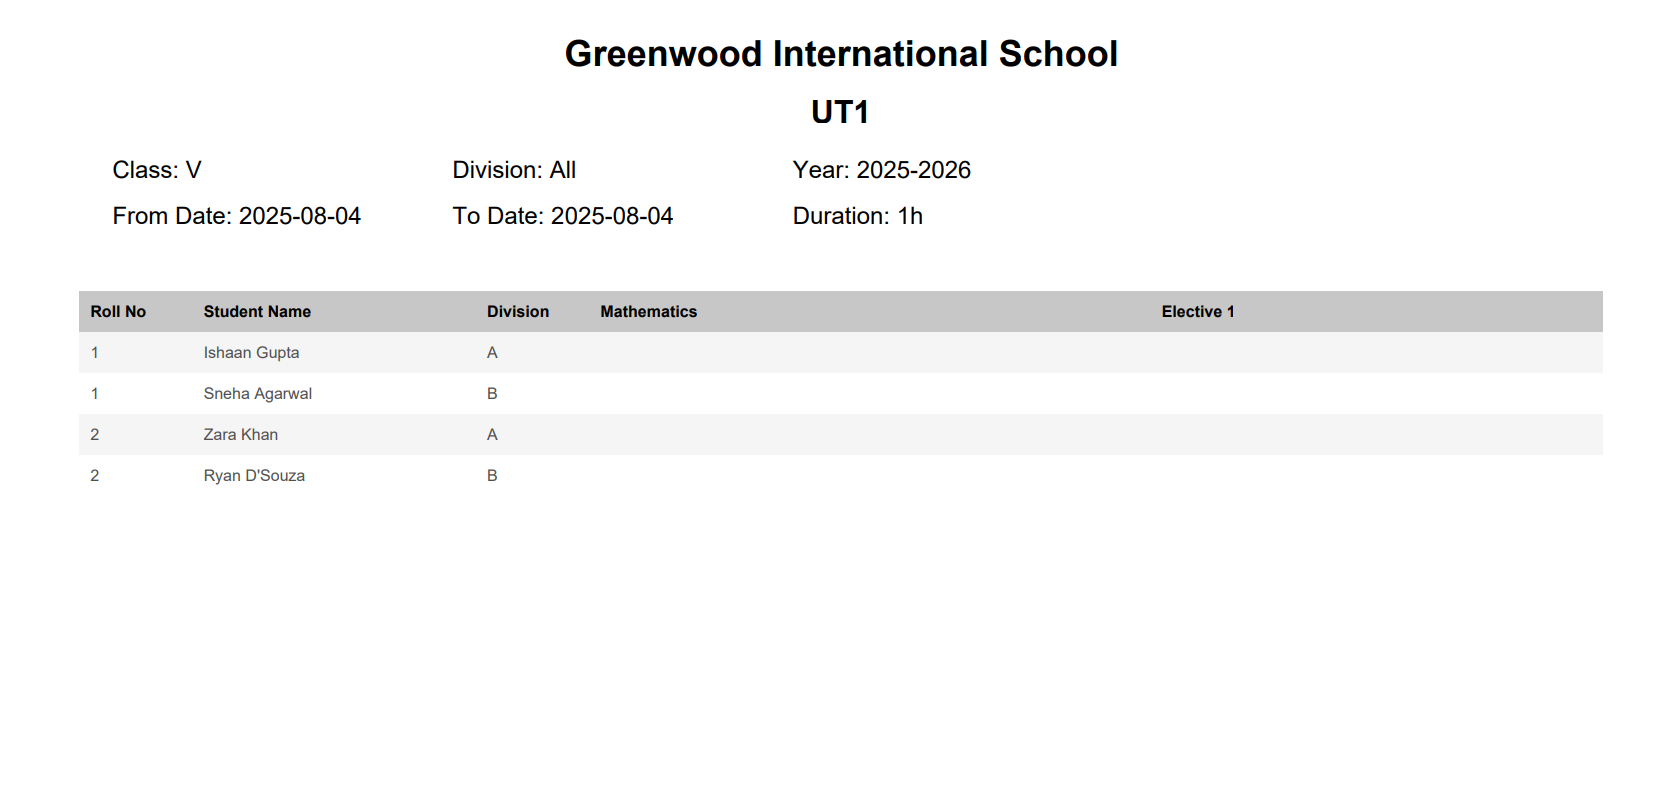 Greenwood International School
UT1
Class: V Division: All Year: 2025-2026
From Date: 2025-08-04 To Date: 2025-08-04 Duration: 1h
Roll No Student Name Division Mathematics Elective 1
1 Ishaan Gupta A
1 Sneha Agarwal B
2 Zara Khan A
2 Ryan D'Souza B